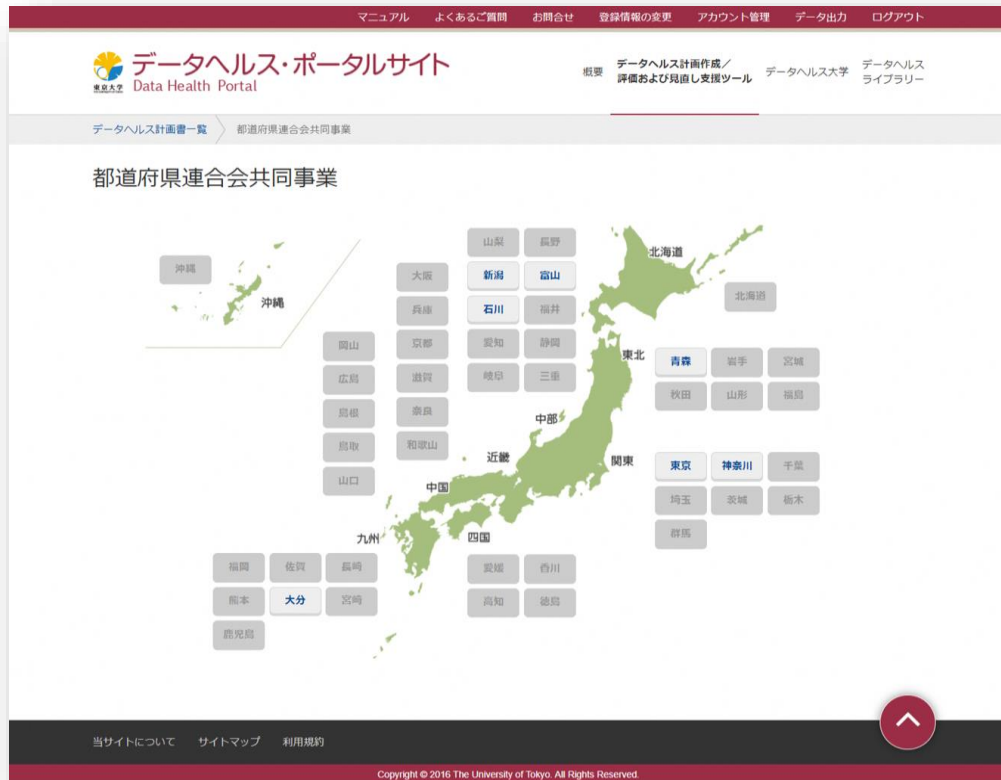 マニュアル よくあるご質問 お問合せ 登録情報の変更 アカウント管理 データ出力 ログアウト
東京大学
データヘルス・ポータルサイト
Data Health Portal
概要
データヘルス計画作成／
評価および見直し支援ツール
データヘルス大学
データヘルス
ライブラリー
データヘルス計画書一覧 都道府県連合会共同事業
都道府県連合会共同事業
沖縄
沖縄
山梨 長野
大阪 新潟 富山
兵庫 石川 福井
岡山 京都 愛知 静岡
広島 滋賀 岐阜 三重
島根 奈良
鳥取 和歌山
山口
北海道
北海道
東北
青森 岩手 宮城
秋田 山形 福島
中部
近畿
中国
関東
東京 神奈川 千葉
埼玉 茨城 栃木
群馬
九州
四国
福岡 佐賀 長崎
熊本 大分 宮崎
鹿児島
愛媛 香川
高知 徳島
当サイトについて サイトマップ 利用規約
Copyright © 2016 The University of Tokyo. All Rights Reserved.